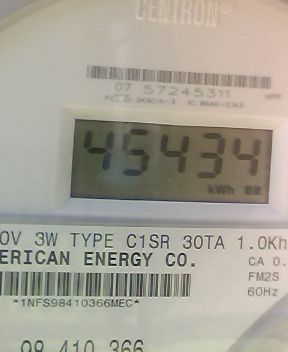 CENTRON®
07 57245311
45434
kWh
0V 3W TYPE C1SR 30TA 1.0Kh
ERICAN ENERGY CO.
CA 0.
FM2S
60Hz
*1NFS98410366MEC*
98 410 366